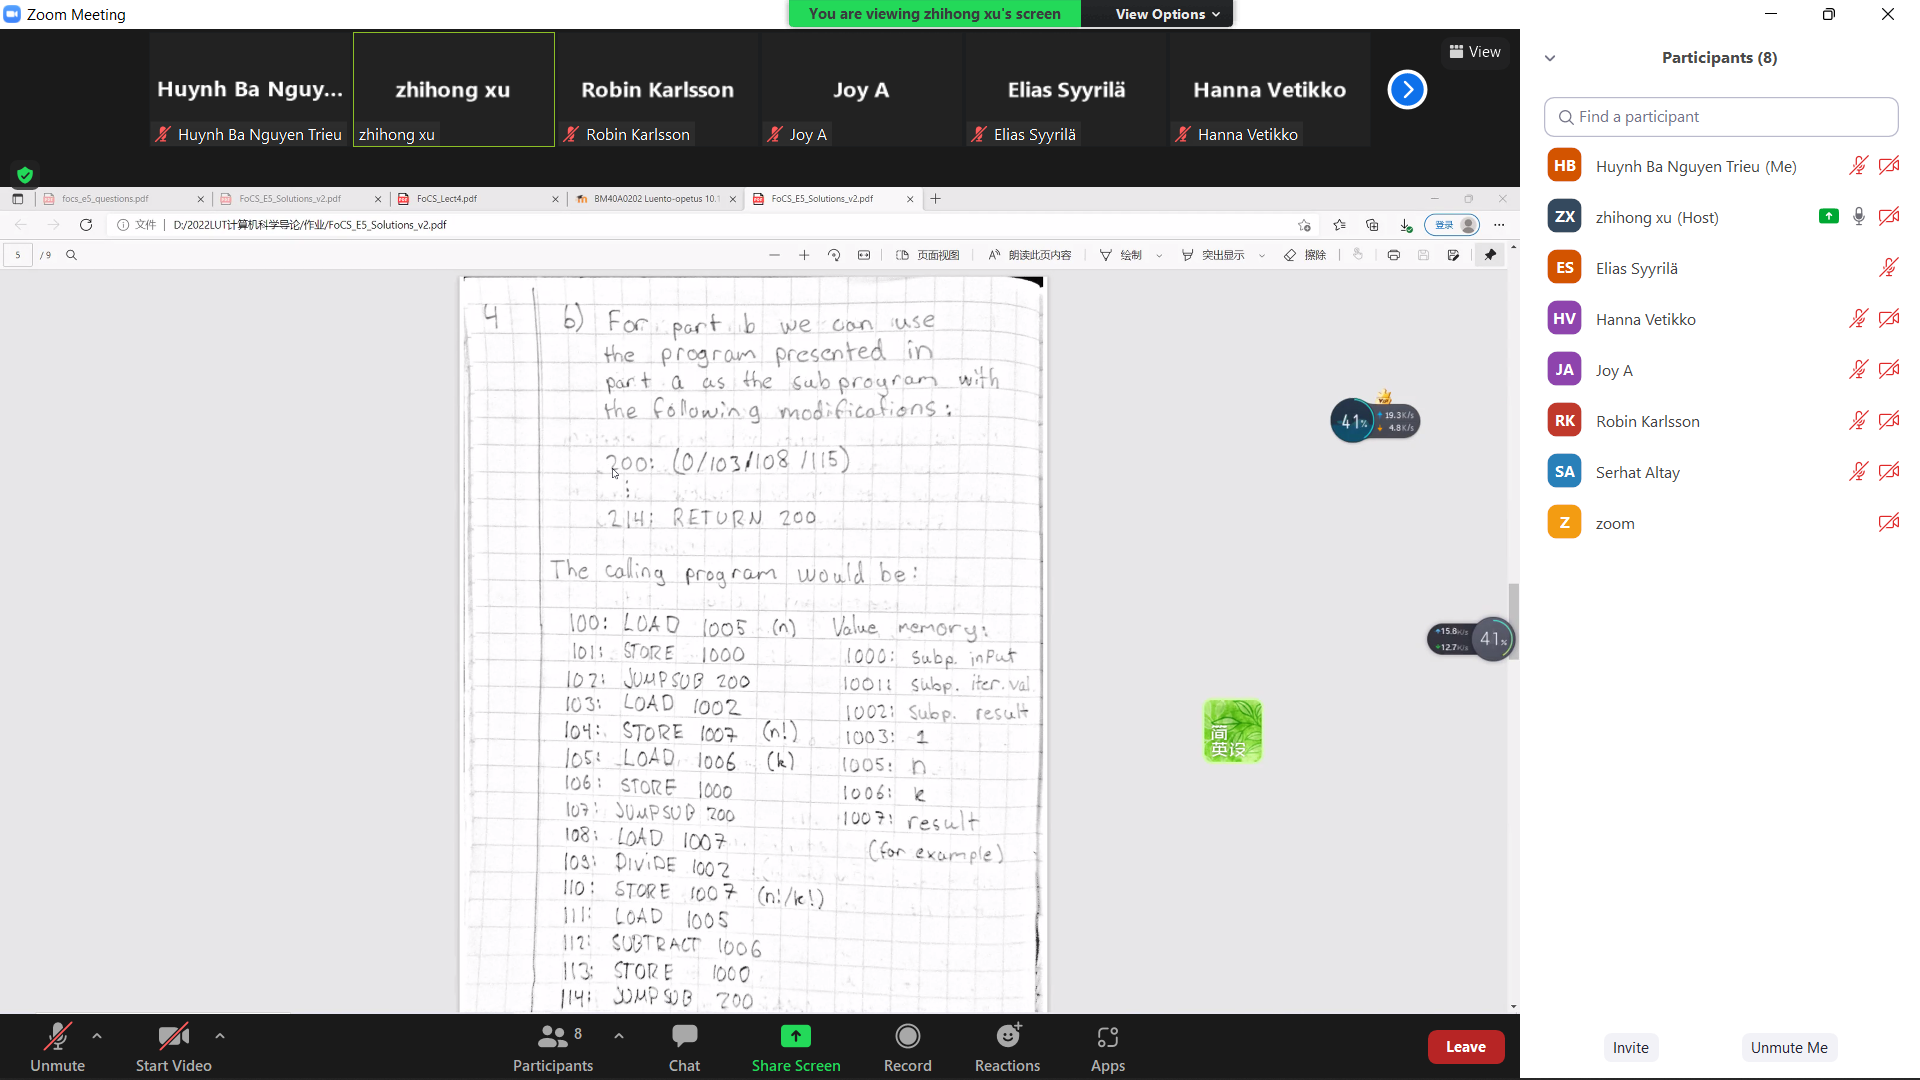 Zoom Meeting
You are viewing zhihong xu's screen
View Options
Huynh Ba Nguy...
zhihong xu
Robin Karlsson
Joy A
Elias Syyrilä
Hanna Vetikko
Huynh Ba Nguyen Trieu
zhihong xu
Robin Karlsson
Joy A
Elias Syyrilä
Hanna Vetikko
View
focs_e5_questions.pdf
FoCS_E5_Solutions_v2.pdf
FoCS_Lect4.pdf
BM40A0202 Luento-opetus 10.1
FoCS_E5_Solutions_v2.pdf
文件
D:/2022LUT计算机科学导论/作业/FoCS_E5_Solutions_v2.pdf
登录
5 / 9
页面视图
朗读此页内容
绘制
突出显示
擦除
4 b) For part b we can use
the program presented in
part a as the subprogram with
the following modifications:
200: (0/103/108/115)
⋮
214: RETURN 200
The calling program would be:
100: LOAD 1005 (n)
101: STORE 1000
102: JUMPSUB 200
103: LOAD 1002
104: STORE 1007 (n!)
105: LOAD 1006 (k)
106: STORE 1000
107: JUMPSUB 200
108: LOAD 1007
109: DIVIDE 1002
110: STORE 1007 (n!/k!)
111: LOAD 1005
112: SUBTRACT 1006
113: STORE 1000
114: JUMPSUB 200
Value memory:
1000: subp. input
1001: subp. iter. val
1002: subp. result
1003: 1
1005: n
1006: k
1007: result
(for example)
41%
19.3K/s
4.8K/s
15.8K/s
12.7K/s
41%
简
英设
Participants (8)
Find a participant
HB Huynh Ba Nguyen Trieu (Me)
ZX zhihong xu (Host)
ES Elias Syyrilä
HV Hanna Vetikko
JA Joy A
RK Robin Karlsson
SA Serhat Altay
Z zoom
Invite
Unmute Me
Unmute
Start Video
8
Participants
Chat
Share Screen
Record
Reactions
Apps
Leave